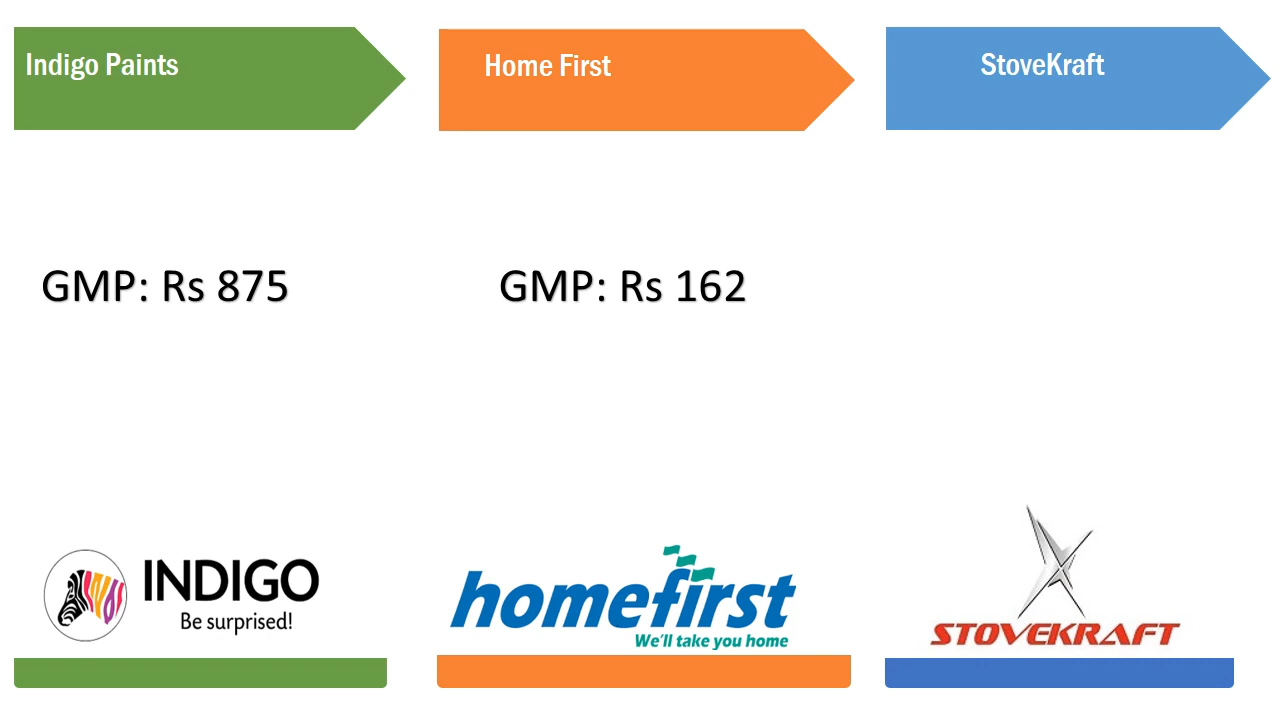 Indigo Paints
Home First
StoveKraft
GMP: Rs 875
GMP: Rs 162
INDIGO
Be surprised!
homefirst
We'll take you home
STOVEKRAFT